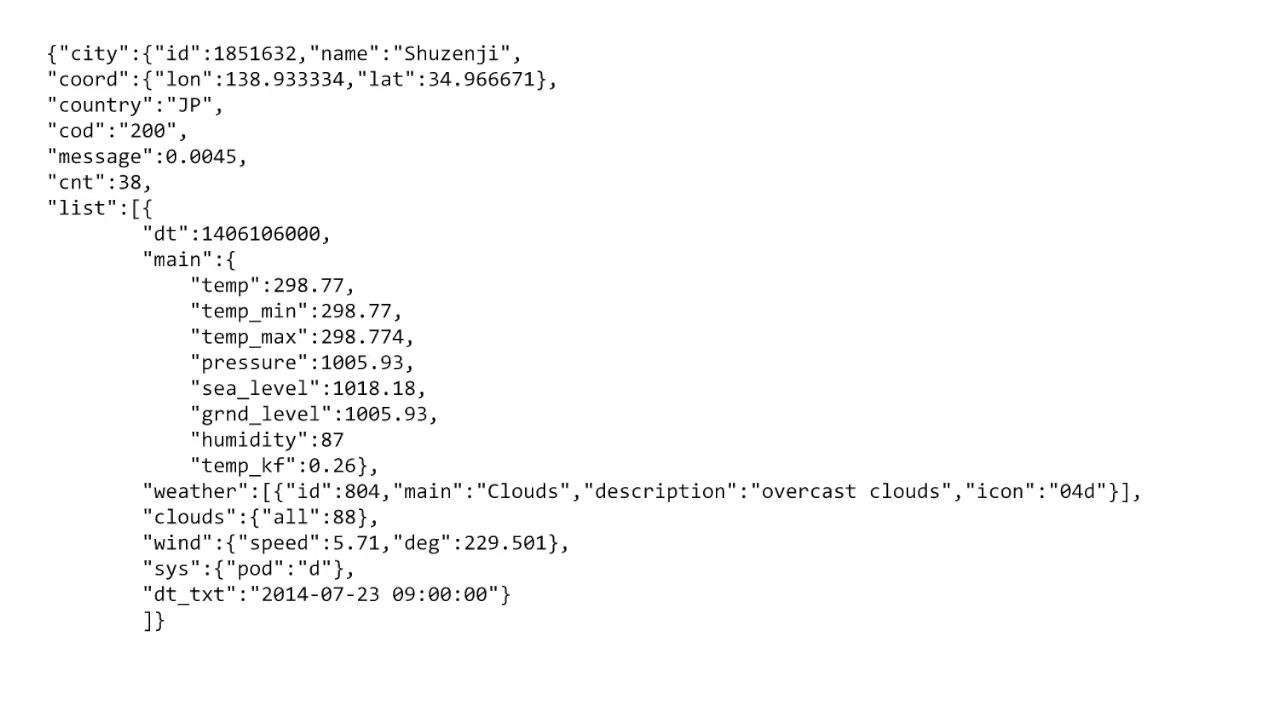 {"city":{"id":1851632,"name":"Shuzenji",
"coord":{"lon":138.933334,"lat":34.966671},
"country":"JP",
"cod":"200",
"message":0.0045,
"cnt":38,
"list":[{
"dt":1406106000,
"main":{
"temp":298.77,
"temp_min":298.77,
"temp_max":298.774,
"pressure":1005.93,
"sea_level":1018.18,
"grnd_level":1005.93,
"humidity":87
"temp_kf":0.26},
"weather":[{"id":804,"main":"Clouds","description":"overcast clouds","icon":"04d"}],
"clouds":{"all":88},
"wind":{"speed":5.71,"deg":229.501},
"sys":{"pod":"d"},
"dt_txt":"2014-07-23 09:00:00"}
]}